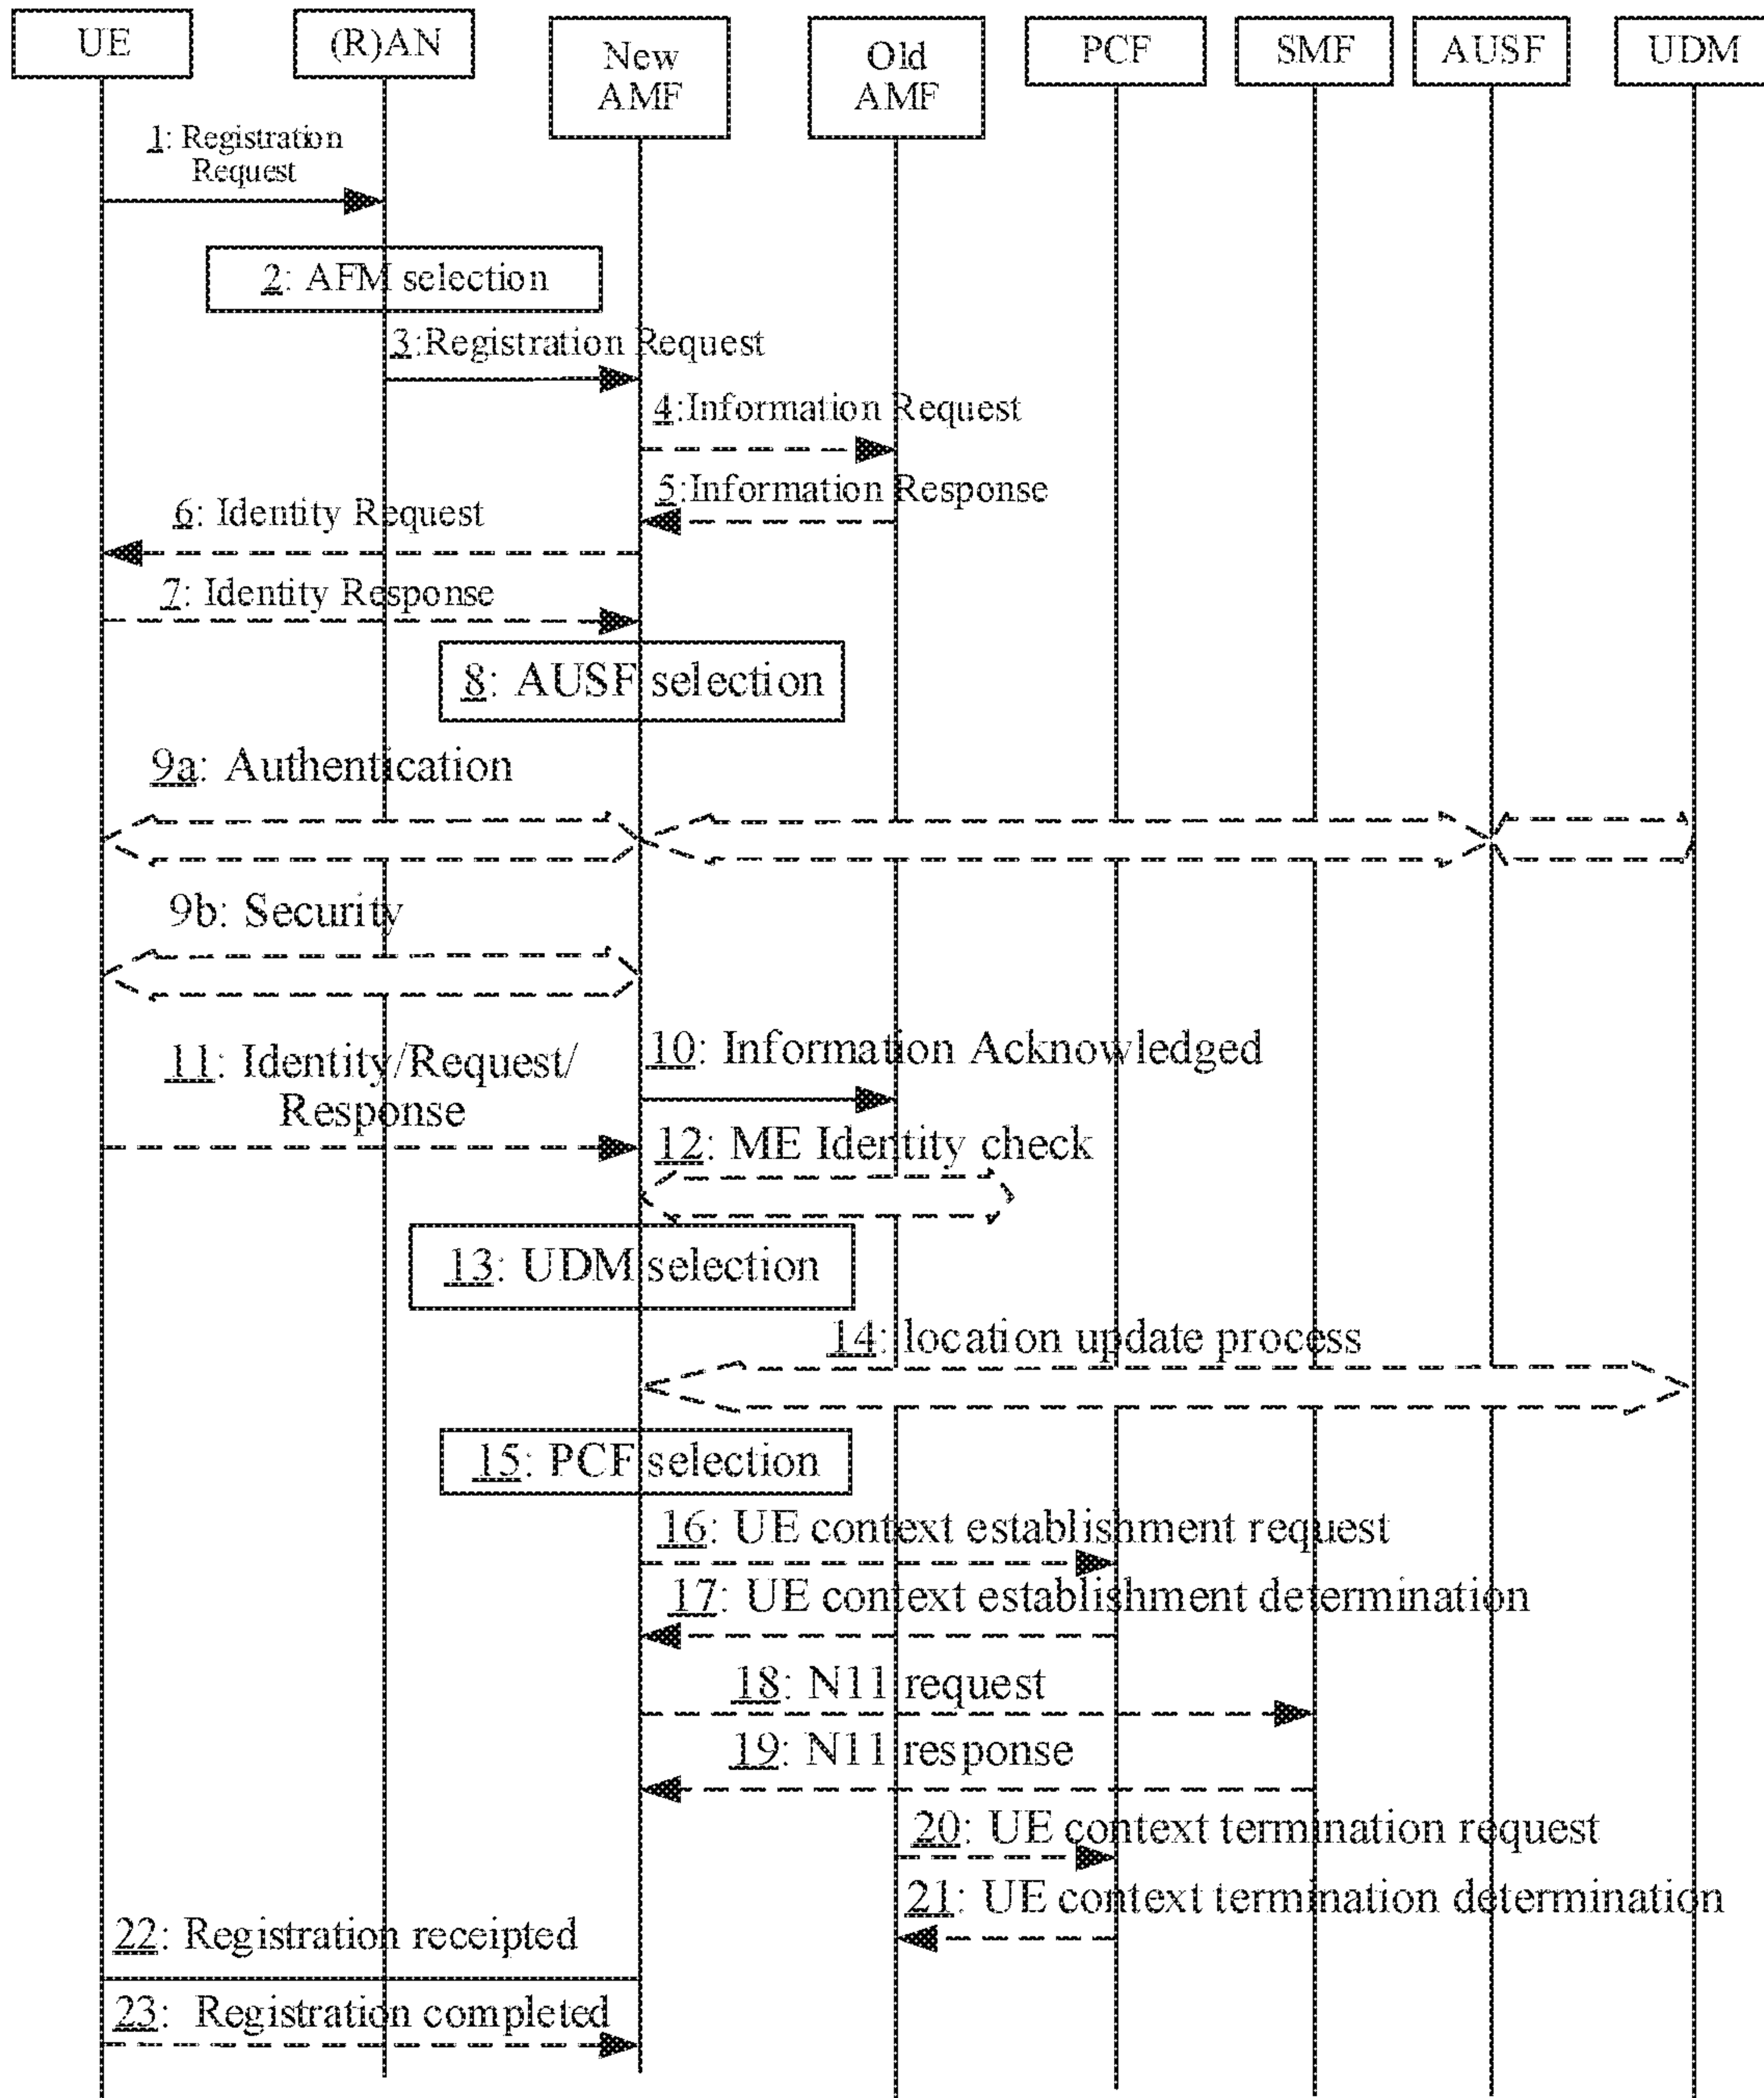 UE
(R)AN
New
AMF
Old
AMF
PCF
SMF
AUSF
UDM
1: Registration
Request
2: AFM selection
3:Registration Request
4:Information Request
5:Information Response
6: Identity Request
7: Identity Response
8: AUSF selection
9a: Authentication
9b: Security
10: Information Acknowledged
11: Identity/Request/
Response
12: ME Identity check
13: UDM selection
14: location update process
15: PCF selection
16: UE context establishment request
17: UE context establishment determination
18: N11 request
19: N11 response
20: UE context termination request
21: UE context termination determination
22: Registration receipted
23: Registration completed